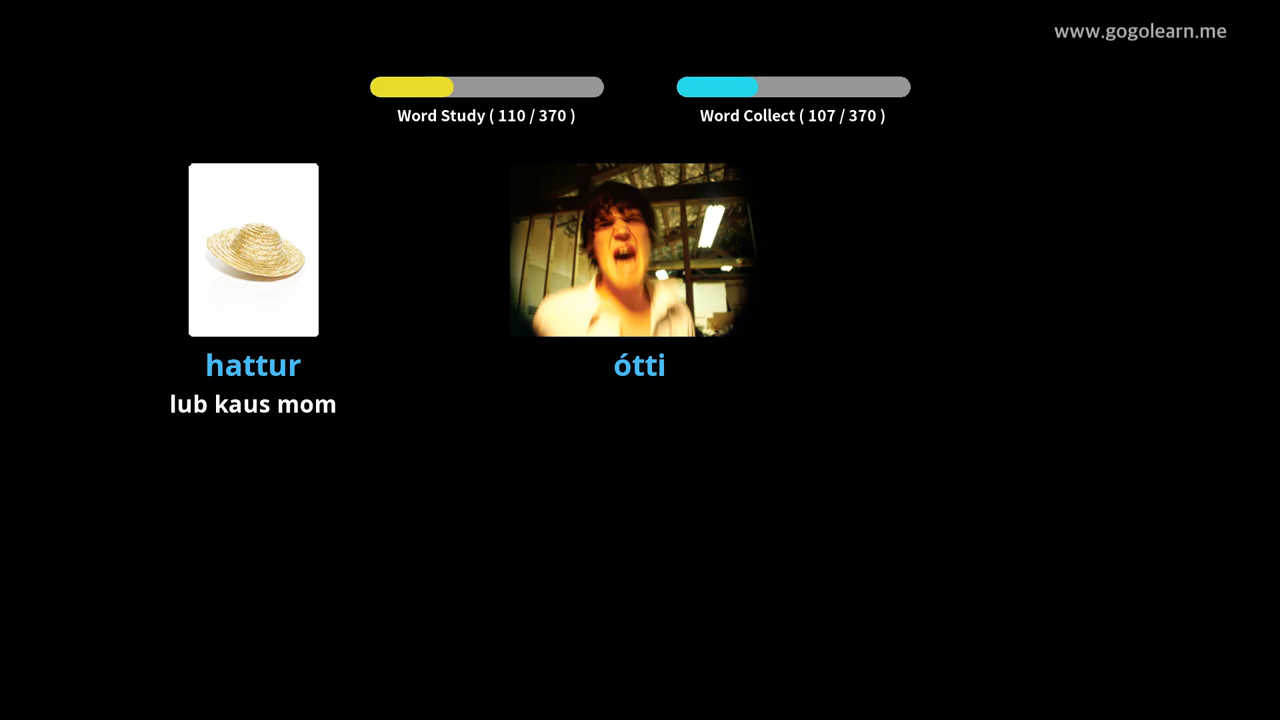 www.gogolearn.me
Word Study ( 110 / 370 )
Word Collect ( 107 / 370 )
hattur
ótti
lub kaus mom